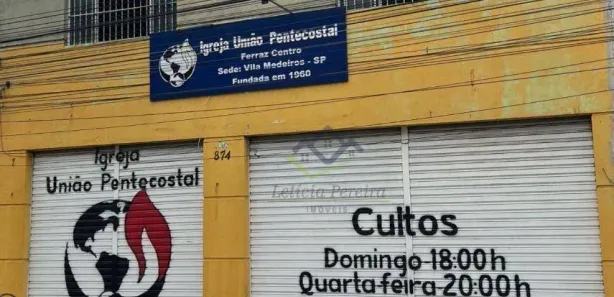 Igreja União Pentecostal
Ferraz Centro
Sede: Vila Medeiros - SP
Fundada em 1960
Igreja
União Pentecostal
874
Letícia Pereira
IMÓVEIS
Cultos
Domingo-18:00h
Quarta feira-20:00h